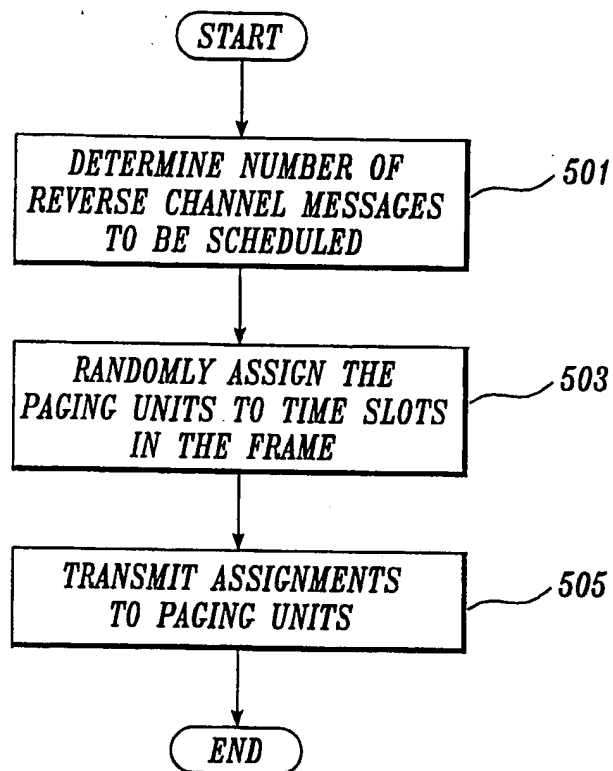 START
DETERMINE NUMBER OF
REVERSE CHANNEL MESSAGES
TO BE SCHEDULED
501
RANDOMLY ASSIGN THE
PAGING UNITS TO TIME SLOTS
IN THE FRAME
503
TRANSMIT ASSIGNMENTS
TO PAGING UNITS
505
END